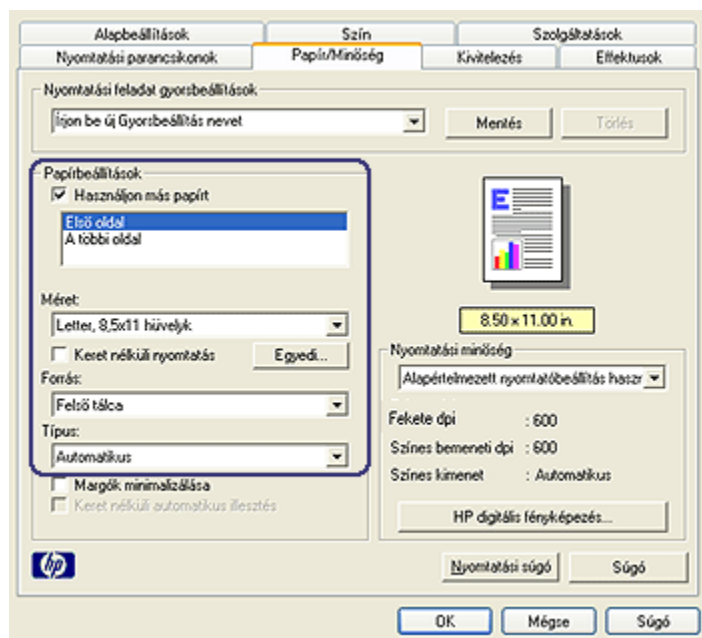 Alapbeállítások
Szín
Szolgáltatások
Nyomtatási parancsikonok
Papír/Minőség
Kivitelezés
Effektusok
Nyomtatási feladat gyorsbeállítások
Írjon be új Gyorsbeállítás nevet
Mentés
Törlés
Papírbeállítások
Használjon más papírt
Első oldal
A többi oldal
E
Méret:
Letter, 8,5x11 hüvelyk
8.50 × 11.00 in.
Keret nélküli nyomtatás
Egyedi...
Nyomtatási minőség
Alapértelmezett nyomtatóbeállítás haszr
Forrás:
Felső tálca
Fekete dpi : 600
Típus:
Színes bemeneti dpi : 600
Automatikus
Színes kimenet : Automatikus
Margók minimalizálása
Keret nélküli automatikus illesztés
HP digitális fényképezés...
hp
Nyomtatási súgó
Súgó
OK
Mégse
Súgó